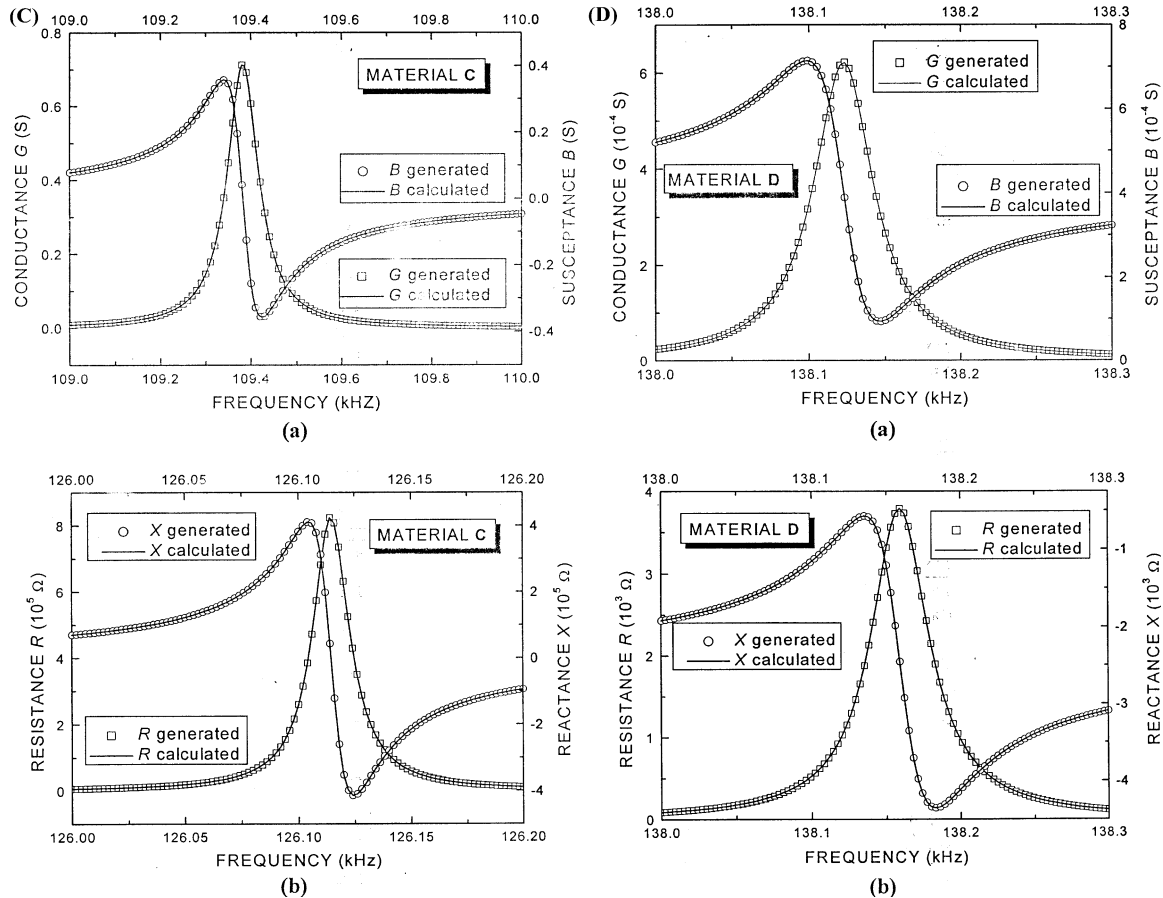 (C)
109.0 109.2 109.4 109.6 109.8 110.0
0.8
0.6
0.4
0.2
0.0
CONDUCTANCE G (S)
MATERIAL C
B generated
B calculated
G generated
G calculated
0.4
0.2
0.0
-0.2
-0.4
SUSCEPTANCE B (S)
109.0 109.2 109.4 109.6 109.8 110.0
FREQUENCY (kHZ)
(a)
(D)
138.0 138.1 138.2 138.3
6
4
2
0
CONDUCTANCE G (10⁻⁴ S)
G generated
G calculated
MATERIAL D
B generated
B calculated
8
6
4
2
0
SUSCEPTANCE B (10⁻⁴ S)
138.0 138.1 138.2 138.3
FREQUENCY (kHz)
(a)
126.00 126.05 126.10 126.15 126.20
8
6
4
2
0
RESISTANCE R (10⁵ Ω)
X generated
X calculated
MATERIAL C
R generated
R calculated
4
2
0
-2
-4
REACTANCE X (10⁵ Ω)
126.00 126.05 126.10 126.15 126.20
FREQUENCY (kHz)
(b)
138.0 138.1 138.2 138.3
4
3
2
1
0
RESISTANCE R (10³ Ω)
MATERIAL D
R generated
R calculated
X generated
X calculated
-1
-2
-3
-4
REACTANCE X (10³ Ω)
138.0 138.1 138.2 138.3
FREQUENCY (kHz)
(b)